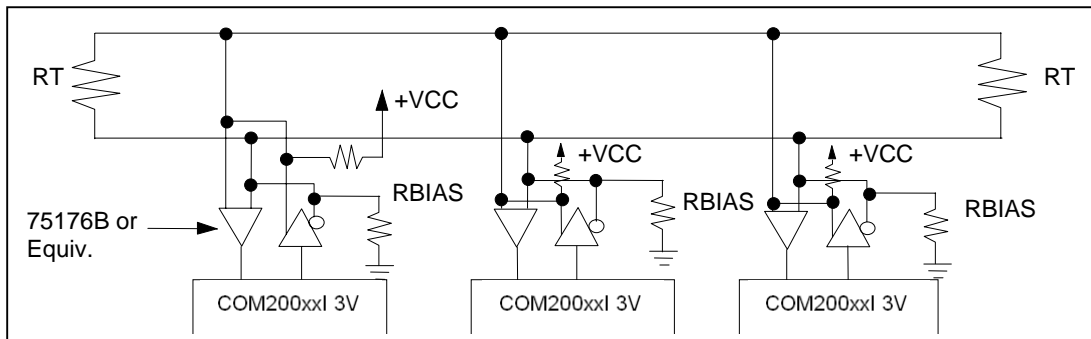 RT
RT
+VCC
+VCC
+VCC
RBIAS
RBIAS
RBIAS
75176B or
Equiv.
COM200xxI 3V
COM200xxI 3V
COM200xxI 3V